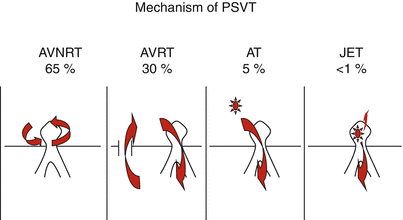 Mechanism of PSVT
AVNRT AVRT AT JET
65 % 30 % 5 % <1 %